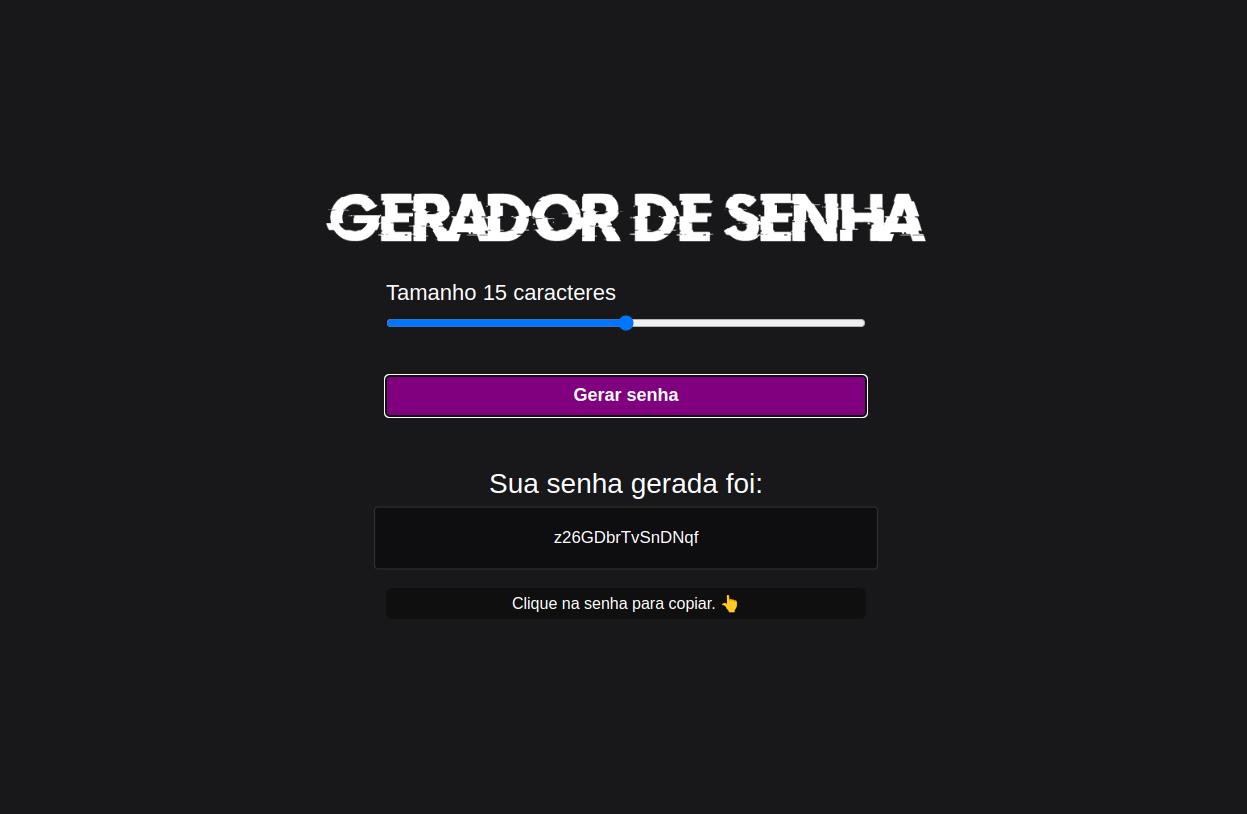 GERADOR DE SENHA
Tamanho 15 caracteres
Gerar senha
Sua senha gerada foi:
z26GDbrTvSnDNqf
Clique na senha para copiar. 👆